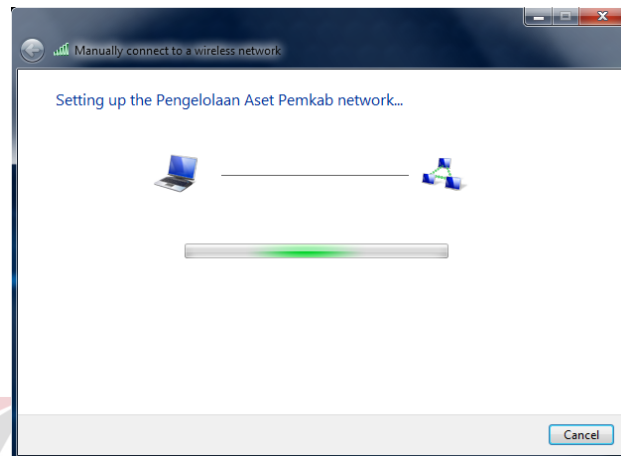 Manually connect to a wireless network
Setting up the Pengelolaan Aset Pemkab network...
Cancel